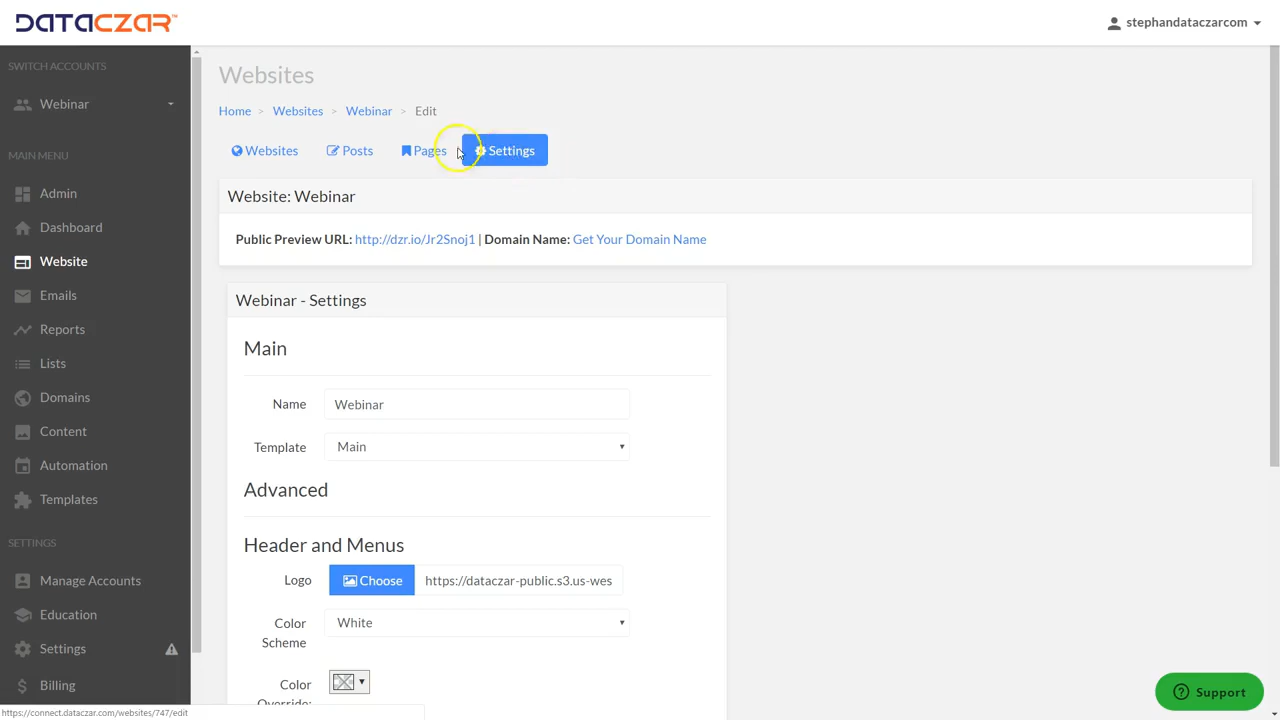 DATACZAR™
stephandataczarcom
SWITCH ACCOUNTS
Webinar
MAIN MENU
Admin
Dashboard
Website
Emails
Reports
Lists
Domains
Content
Automation
Templates
SETTINGS
Manage Accounts
Education
Settings
Billing
Websites
Home > Websites > Webinar > Edit
Websites Posts Pages Settings
Website: Webinar
Public Preview URL: http://dzr.io/Jr2Snoj1 | Domain Name: Get Your Domain Name
Webinar - Settings
Main
Name Webinar
Template Main
Advanced
Header and Menus
Logo Choose https://dataczar-public.s3.us-wes
Color Scheme White
Color Override:
Support
https://connect.dataczar.com/websites/747/edit